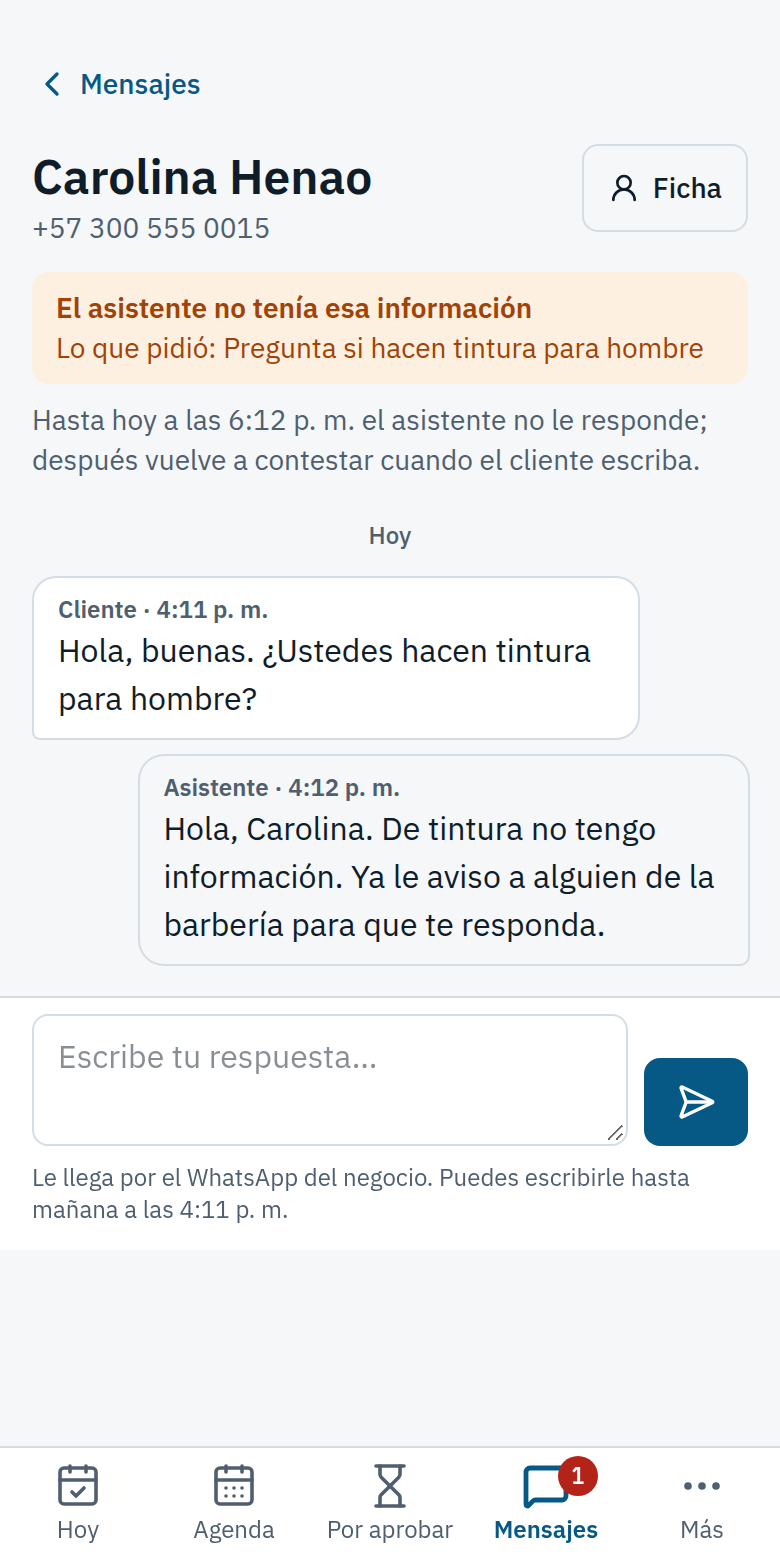 Mensajes
Carolina Henao
Ficha
+57 300 555 0015
El asistente no tenía esa información
Lo que pidió: Pregunta si hacen tintura para hombre
Hasta hoy a las 6:12 p. m. el asistente no le responde;
después vuelve a contestar cuando el cliente escriba.
Hoy
Cliente · 4:11 p. m.
Hola, buenas. ¿Ustedes hacen tintura
para hombre?
Asistente · 4:12 p. m.
Hola, Carolina. De tintura no tengo
información. Ya le aviso a alguien de la
barbería para que te responda.
Escribe tu respuesta...
Le llega por el WhatsApp del negocio. Puedes escribirle hasta
mañana a las 4:11 p. m.
1
Hoy
Agenda
Por aprobar
Mensajes
Más